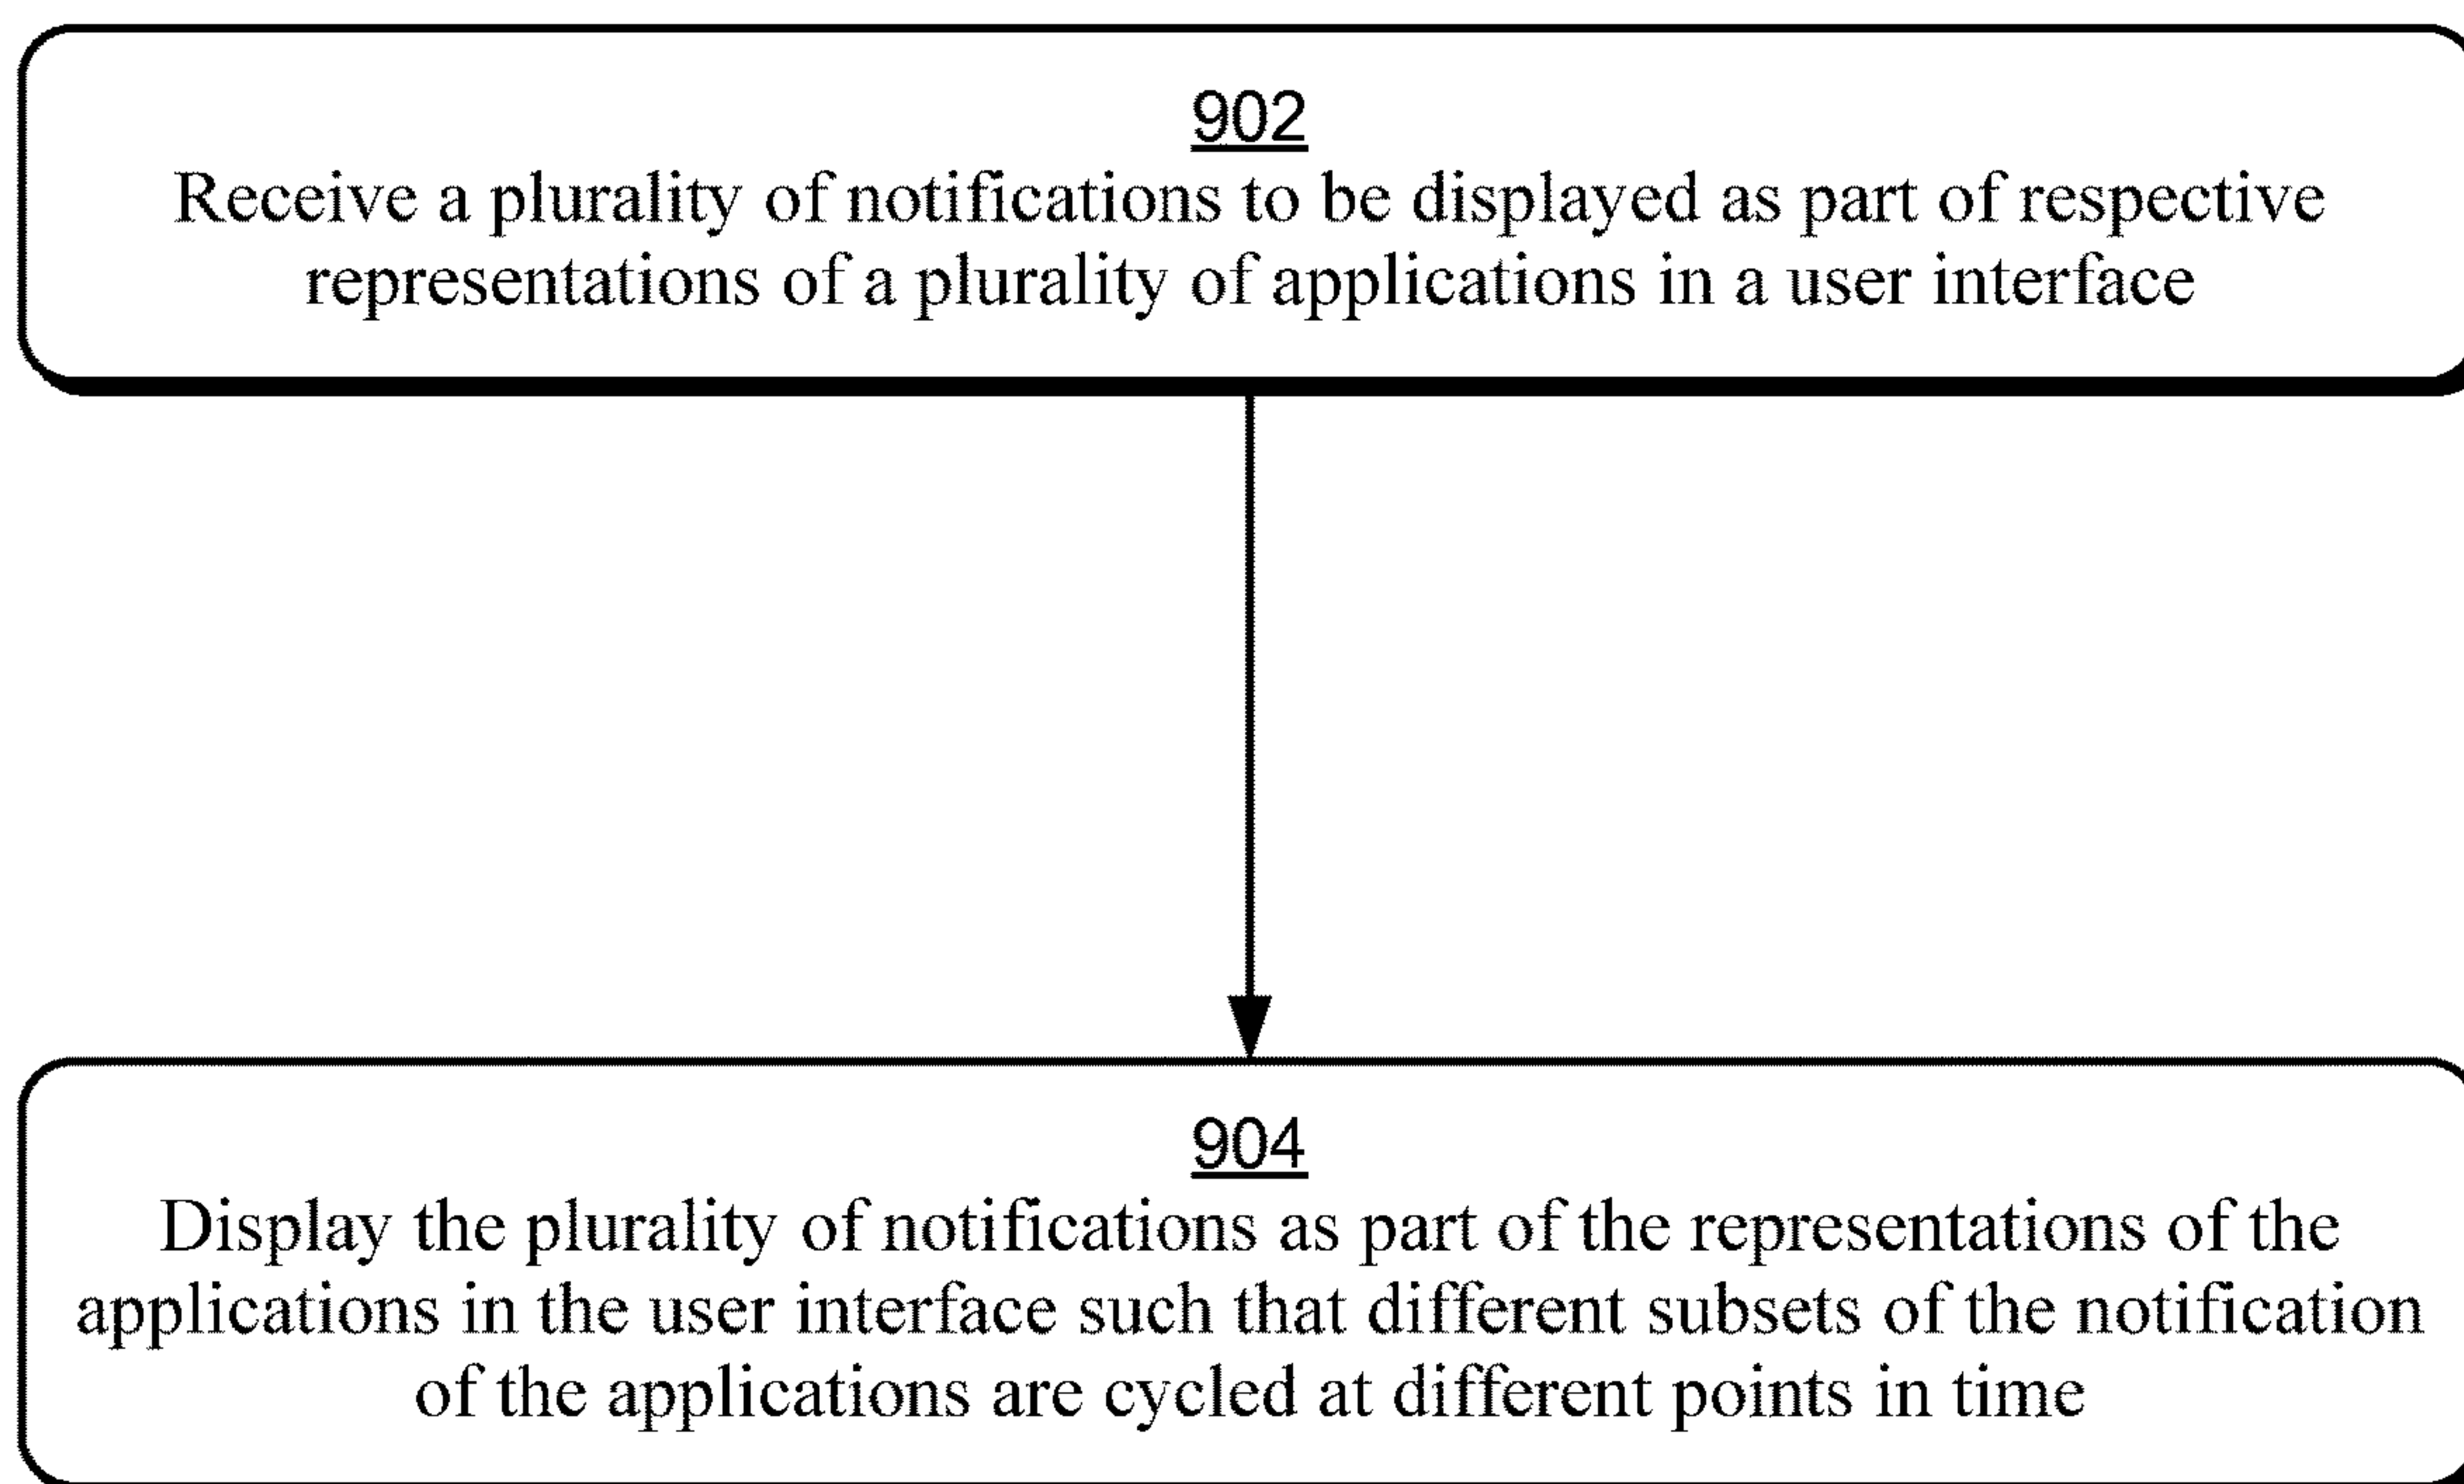 902
Receive a plurality of notifications to be displayed as part of respective
representations of a plurality of applications in a user interface
904
Display the plurality of notifications as part of the representations of the
applications in the user interface such that different subsets of the notification
of the applications are cycled at different points in time